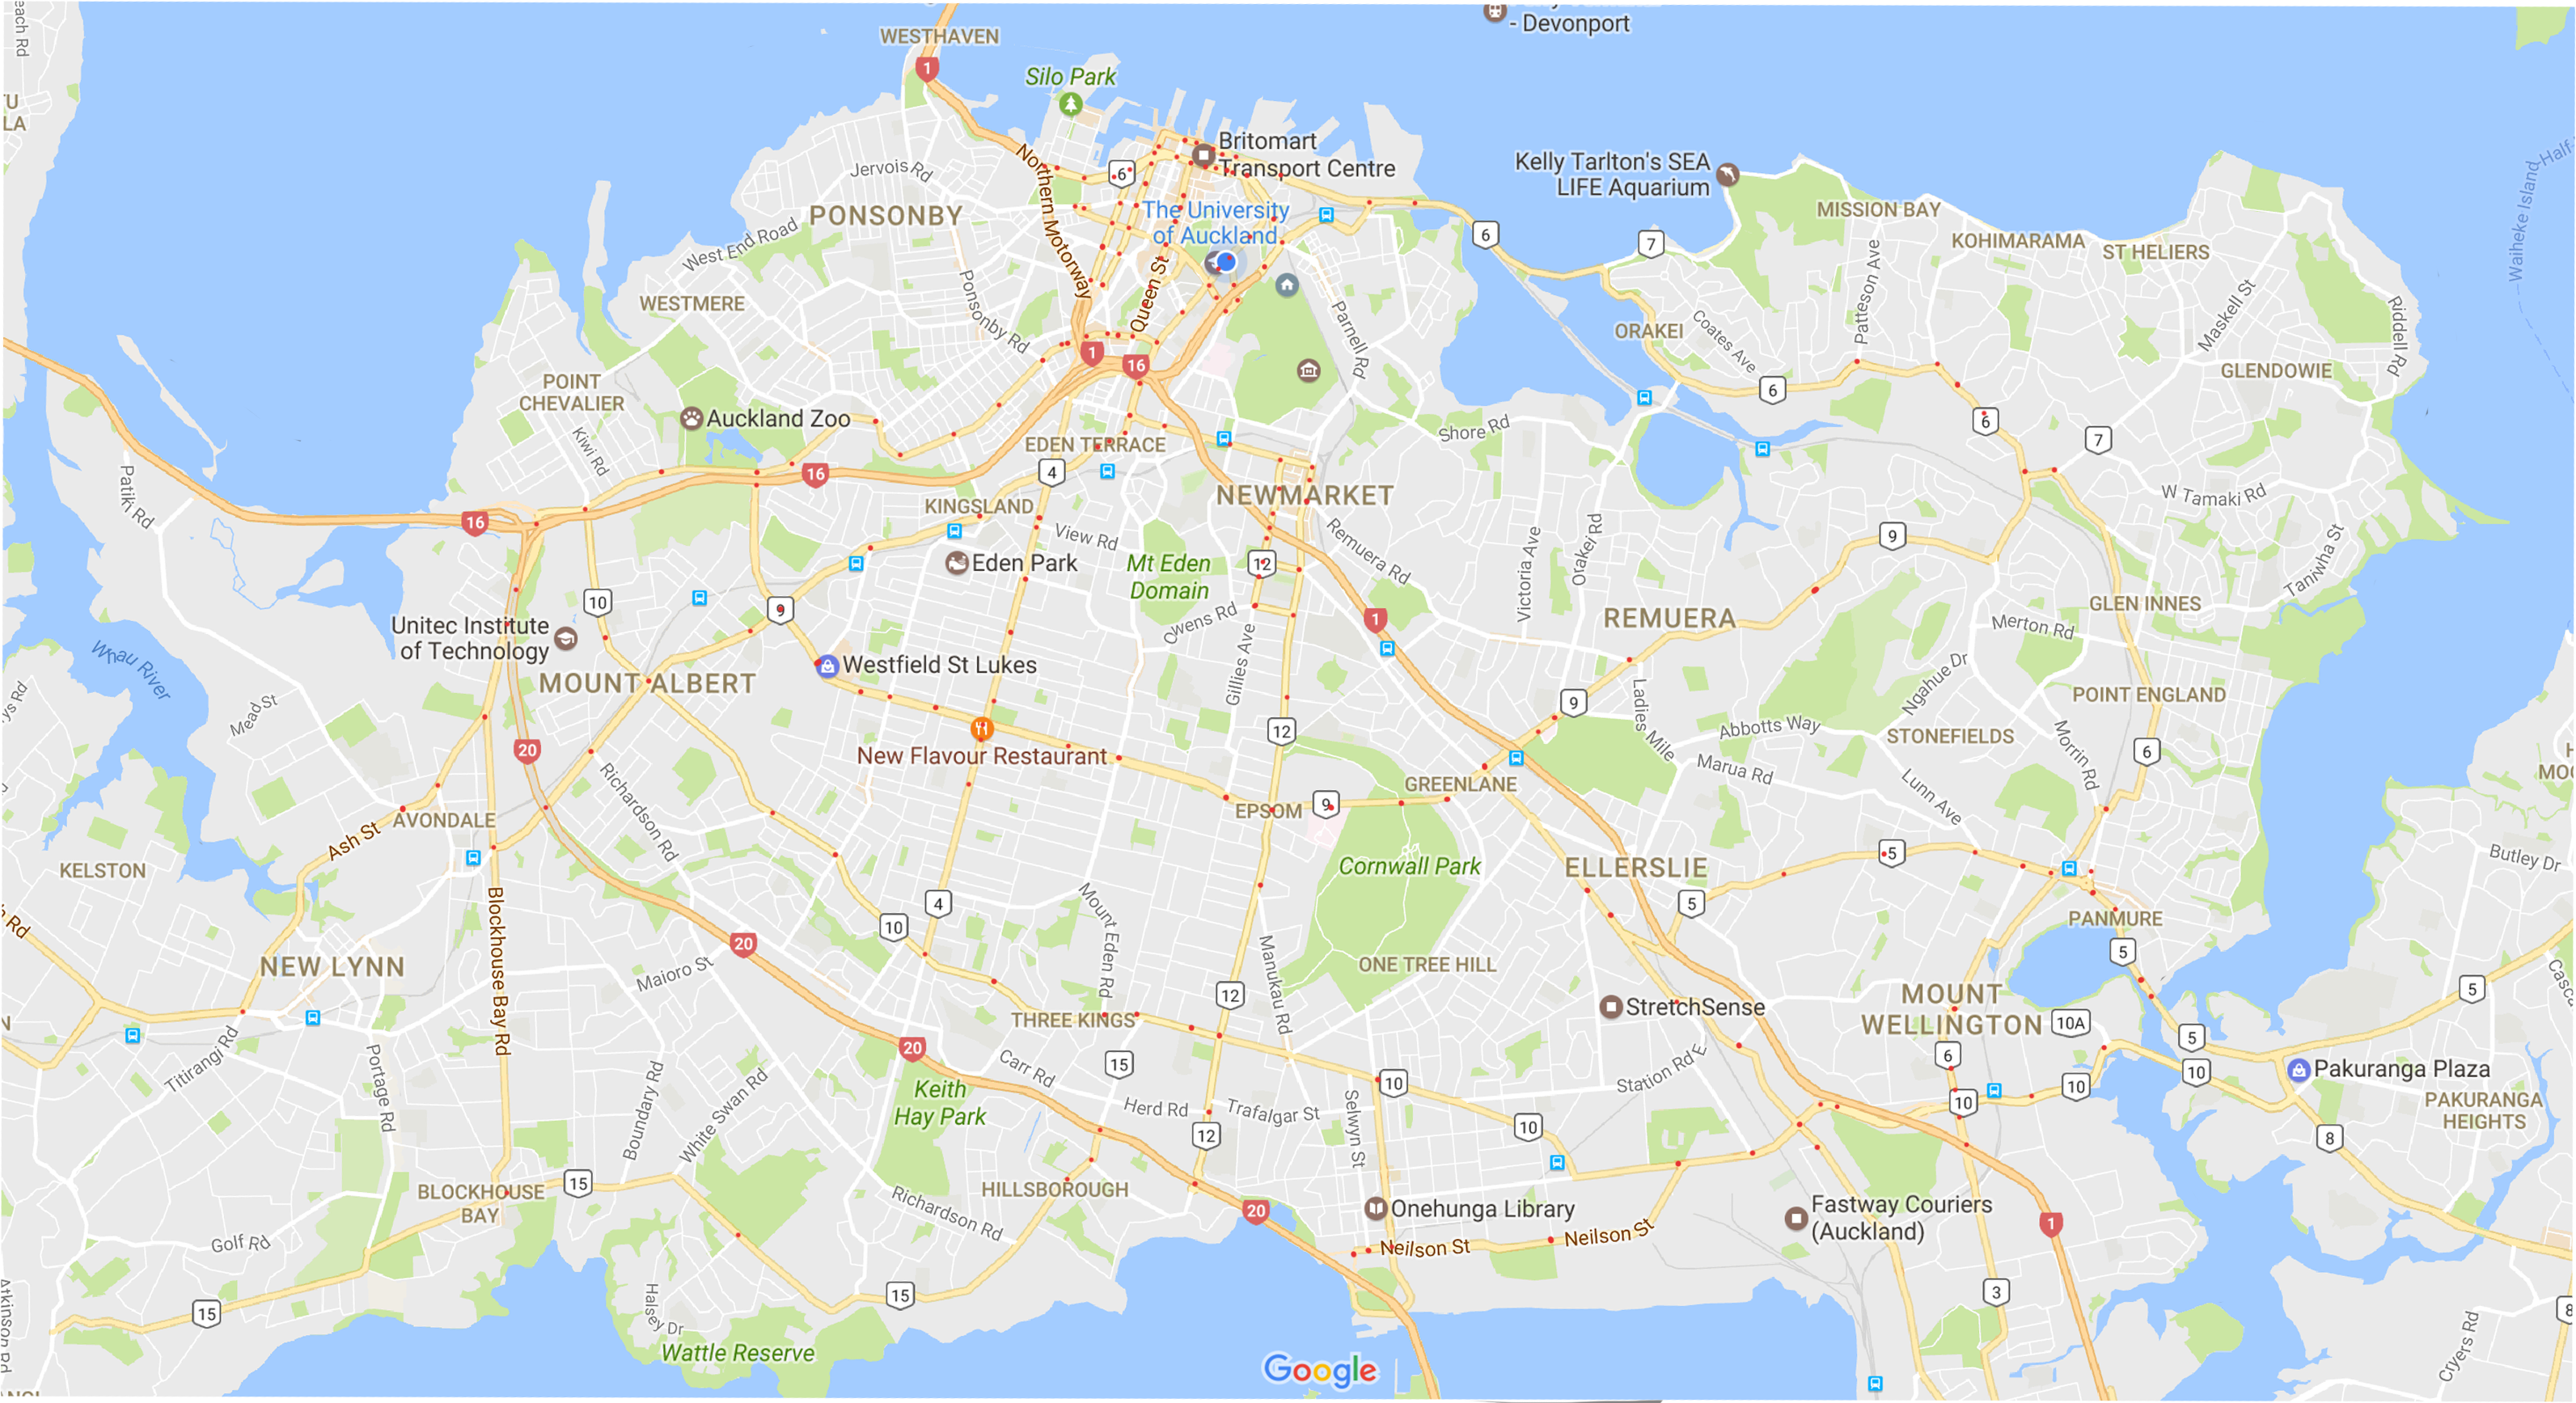 each Rd
WESTHAVEN
- Devonport
1
Silo Park
LA
Britomart
Transport Centre
6
Jervois Rd
Northern Motorway
Kelly Tarlton's SEA
LIFE Aquarium
PONSONBY
The University
of Auckland
MISSION BAY
6
7
KOHIMARAMA
ST HELIERS
Waiheke Island
West End Road
WESTMERE
Ponsonby Rd
Queen St
Parnell Rd
ORAKEI
Coates Ave
Patteson Ave
Maskell St
Riddell Rd
1
16
GLENDOWIE
POINT
CHEVALIER
6
6
7
Auckland Zoo
Kiwi Rd
EDEN TERRACE
Shore Rd
Patiki Rd
16
4
NEWMARKET
W Tamaki Rd
16
KINGSLAND
View Rd
Remuera Rd
Victoria Ave
Orakei Rd
9
Taniwha St
Eden Park
Mt Eden
Domain
12
10
9
GLEN INNES
Unitec Institute
of Technology
Owens Rd
1
REMUERA
Merton Rd
Whau River
Westfield St Lukes
Gillies Ave
MOUNT ALBERT
Ladies Mile
Ngahue Dr
POINT ENGLAND
Mead St
9
Abbotts Way
STONEFIELDS
Morrin Rd
12
20
New Flavour Restaurant
6
Marua Rd
Lunn Ave
Richardson Rd
GREENLANE
EPSOM
9
AVONDALE
Ash St
KELSTON
Cornwall Park
ELLERSLIE
5
Butley Dr
Blockhouse Bay Rd
4
5
PANMURE
10
Mount Eden Rd
Manukau Rd
20
5
NEW LYNN
Maioro St
ONE TREE HILL
12
5
MOUNT
WELLINGTON
StretchSense
THREE KINGS
10A
5
Titirangi Rd
Portage Rd
20
Carr Rd
15
10
Station Rd E
6
10
10
10
Pakuranga Plaza
Boundary Rd
White Swan Rd
Keith
Hay Park
Herd Rd
Trafalgar St
Selwyn St
10
PAKURANGA
HEIGHTS
12
8
BLOCKHOUSE
BAY
15
HILLSBOROUGH
Richardson Rd
20
Onehunga Library
Fastway Couriers
(Auckland)
1
Golf Rd
Neilson St
Neilson St
15
15
3
8
Halsey Dr
Atkinson Rd
Wattle Reserve
Google
Cryers Rd